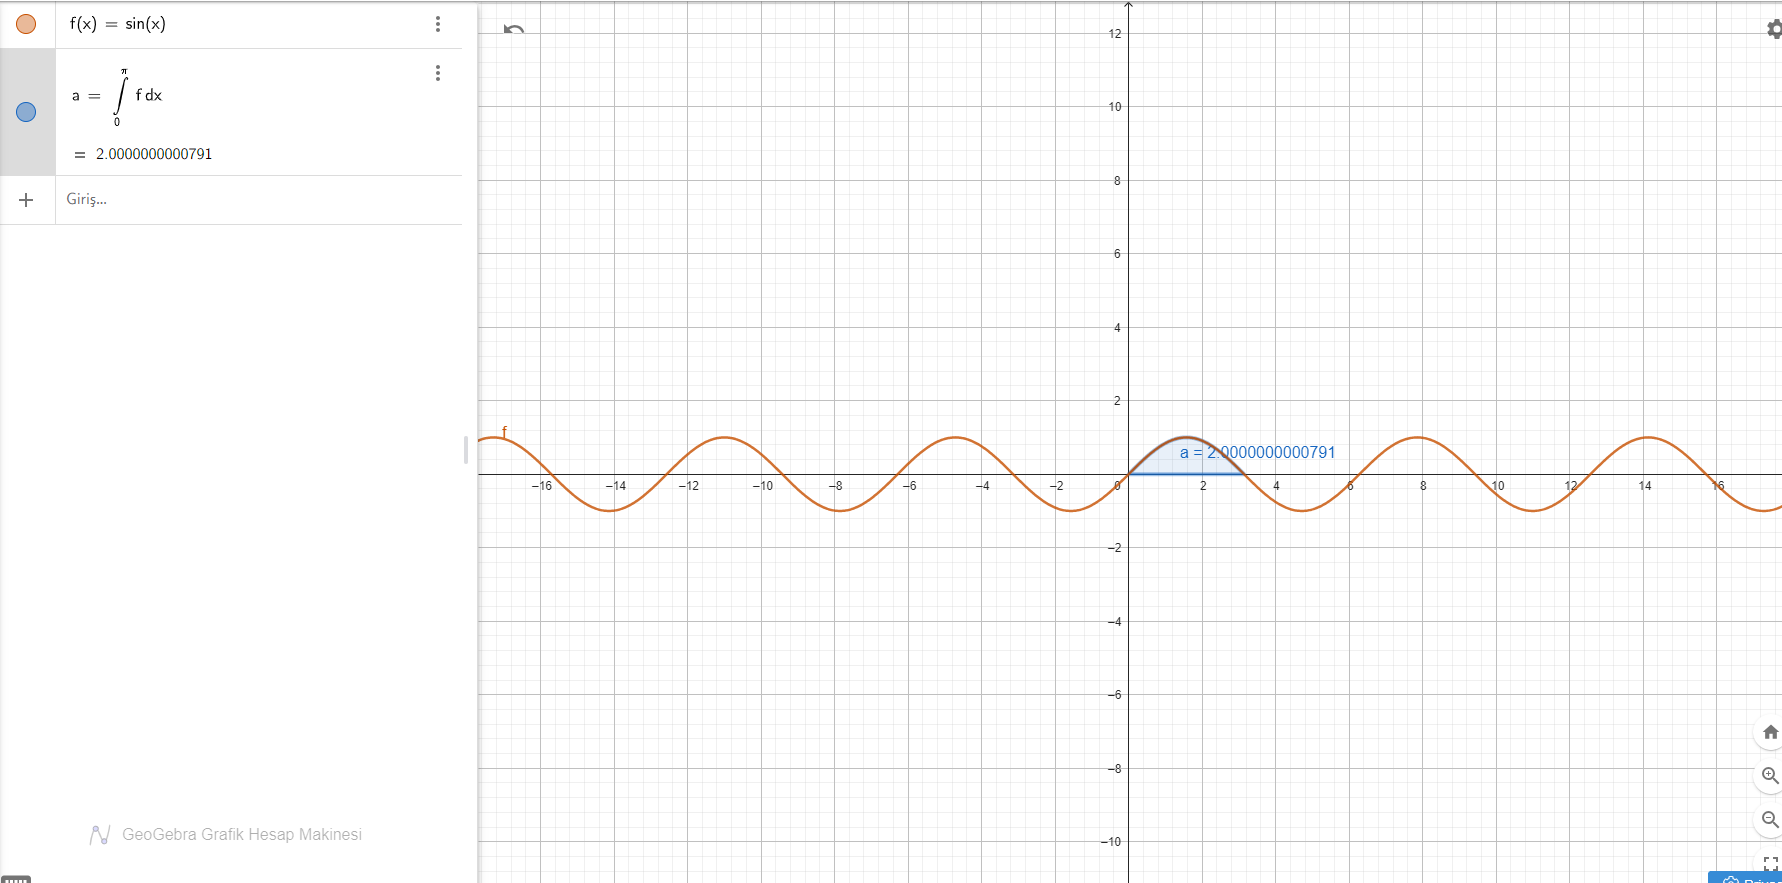 f(x) = sin(x)
π
a = ∫ f dx
0
= 2.0000000000791
+ Giriş...
GeoGebra Grafik Hesap Makinesi
12
10
8
6
4
2
f
a = 2.0000000000791
−16 −14 −12 −10 −8 −6 −4 −2 0 2 4 6 8 10 12 14 16
−2
−4
−6
−8
−10